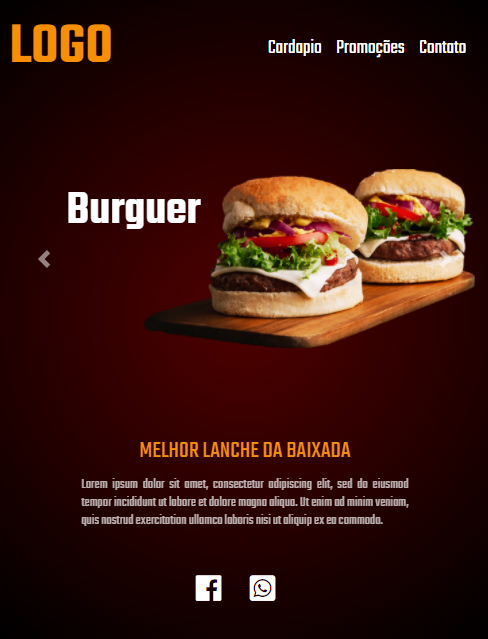 LOGO
Cardapio Promoções Contato
Burguer
MELHOR LANCHE DA BAIXADA
Lorem ipsum dolor sit amet, consectetur adipiscing elit, sed do eiusmod
tempor incididunt ut labore et dolore magna aliqua. Ut enim ad minim veniam,
quis nostrud exercitation ullamco laboris nisi ut aliquip ex ea commodo.